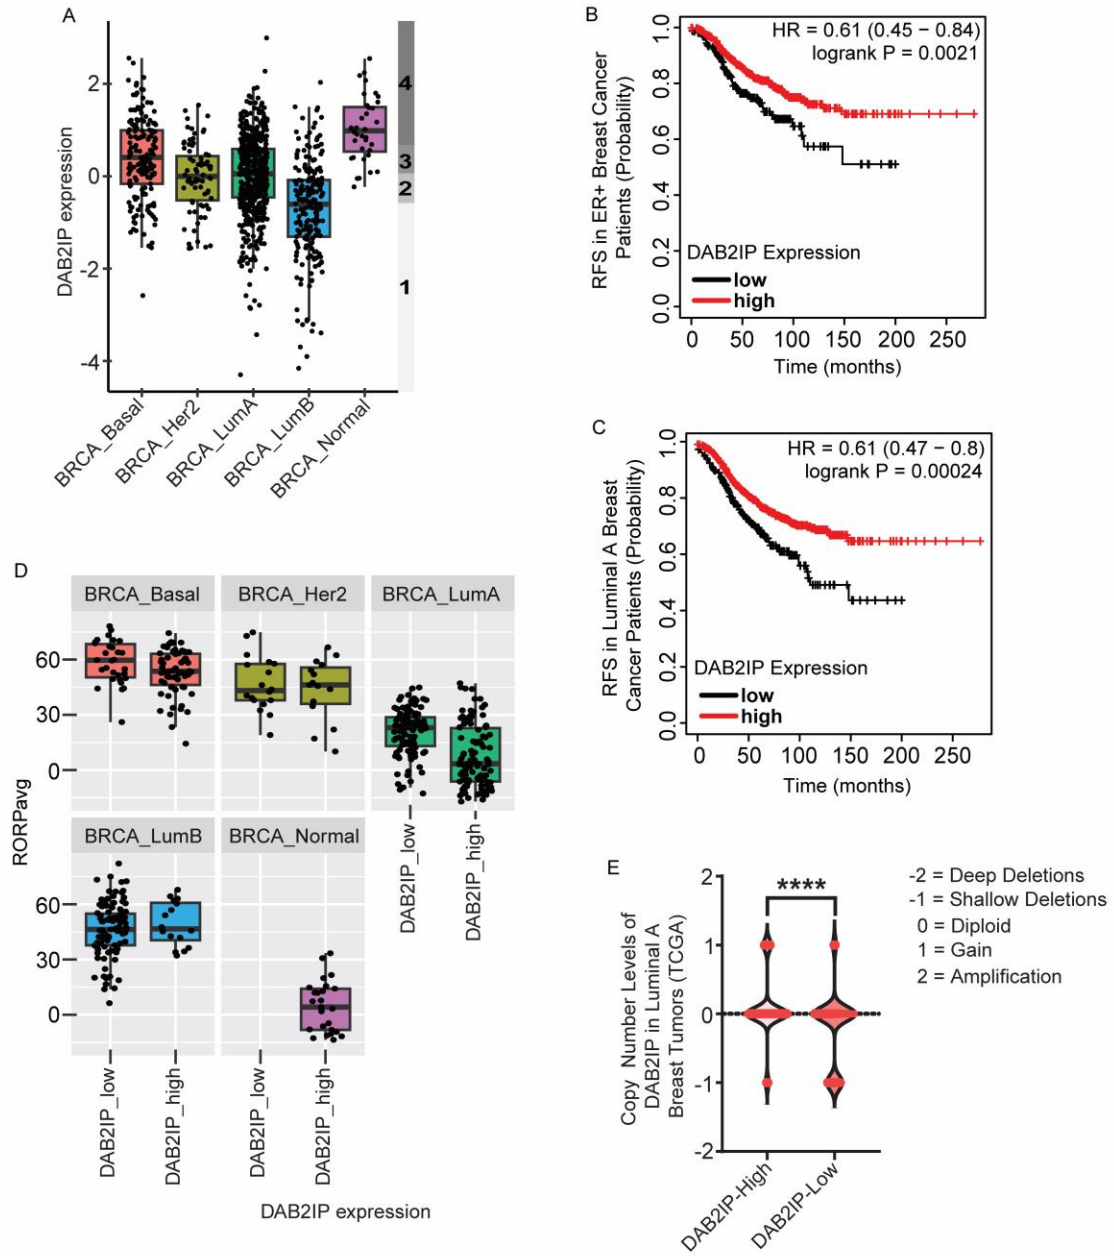 A
DAB2IP expression
2
0
-2
-4
4
3
2
1
BRCA_Basal
BRCA_Her2
BRCA_LumA
BRCA_LumB
BRCA_Normal
B
RFS in ER+ Breast Cancer
Patients (Probability)
1.0
0.8
0.6
0.4
0.2
0.0
HR = 0.61 (0.45 − 0.84)
logrank P = 0.0021
DAB2IP Expression
low
high
0 50 100 150 200 250
Time (months)
C
RFS in Luminal A Breast
Cancer Patients (Probability)
1.0
0.8
0.6
0.4
0.2
0.0
HR = 0.61 (0.47 − 0.8)
logrank P = 0.00024
DAB2IP Expression
low
high
0 50 100 150 200 250
Time (months)
D
RORPavg
BRCA_Basal BRCA_Her2 BRCA_LumA
60
30
0
DAB2IP_low
DAB2IP_high
BRCA_LumB BRCA_Normal
60
30
0
DAB2IP_low
DAB2IP_high
DAB2IP_low
DAB2IP_high
DAB2IP expression
E
Copy Number Levels of
DAB2IP in Luminal A
Breast Tumors (TCGA)
2
1
0
-1
-2
****
DAB2IP-High
DAB2IP-Low
-2 = Deep Deletions
-1 = Shallow Deletions
0 = Diploid
1 = Gain
2 = Amplification